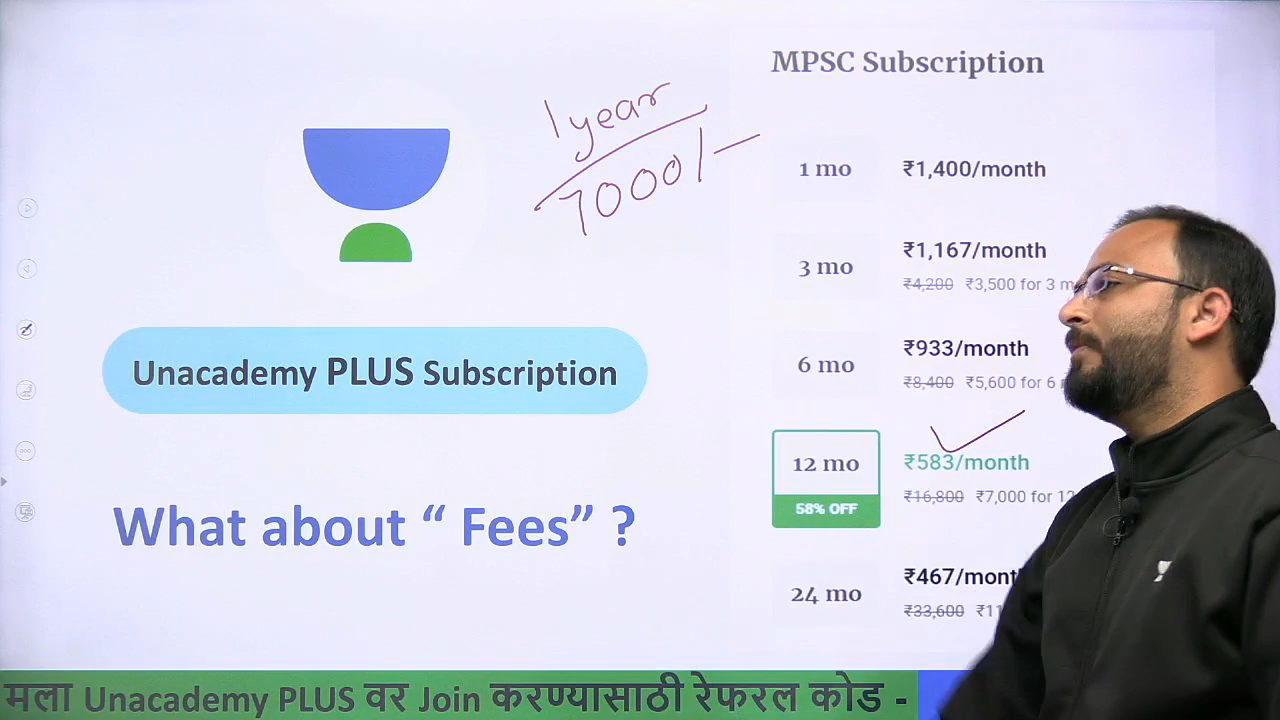 MPSC Subscription
1 year
7000/-
1 mo
₹1,400/month
3 mo
₹1,167/month
₹4,200 ₹3,500 for 3
6 mo
₹933/month
₹8,400 ₹5,600 for 6
12 mo
58% OFF
₹583/month
₹16,800 ₹7,000 for 12
24 mo
₹467/month
₹33,600
Unacademy PLUS Subscription
What about “ Fees” ?
मला Unacademy PLUS वर Join करण्यासाठी रेफरल कोड -